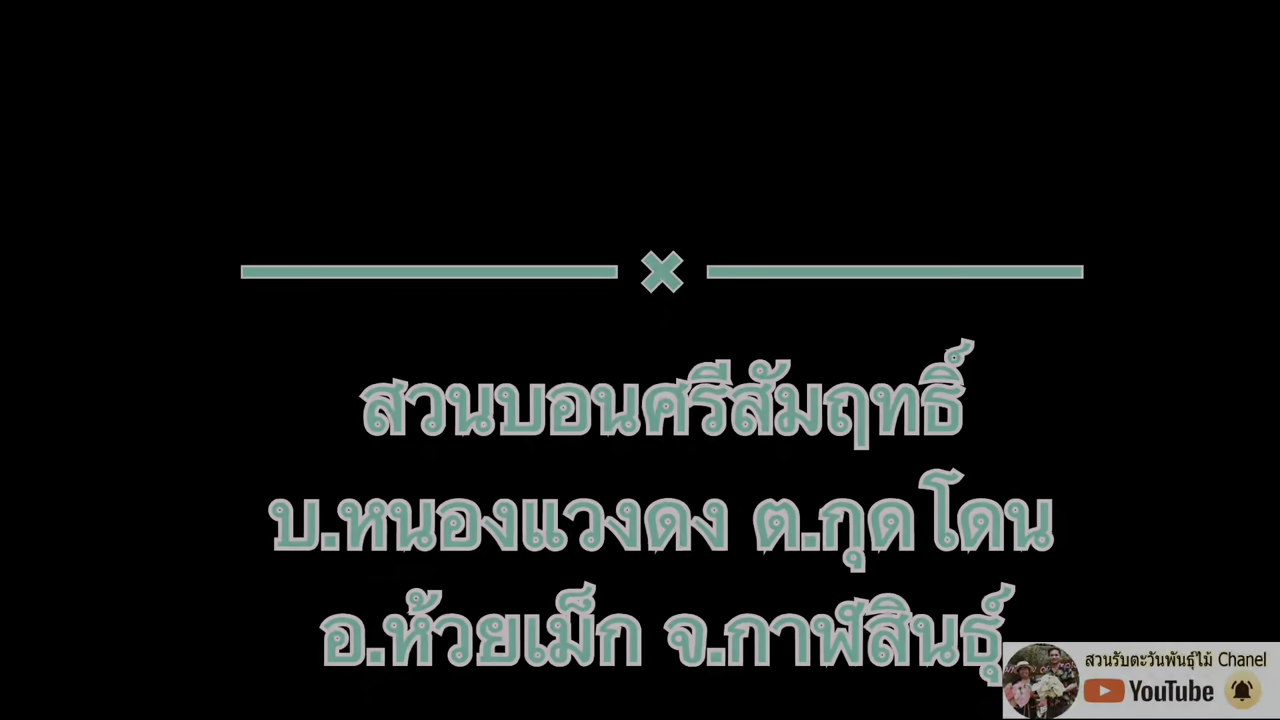 สวนบอนศรีสัมฤทธิ์
บ.หนองแวงดง ต.กุดโดน
อ.ห้วยเม็ก จ.กาฬสินธุ์
สวนรับตะวันพันธุ์ไม้ Chanel
YouTube